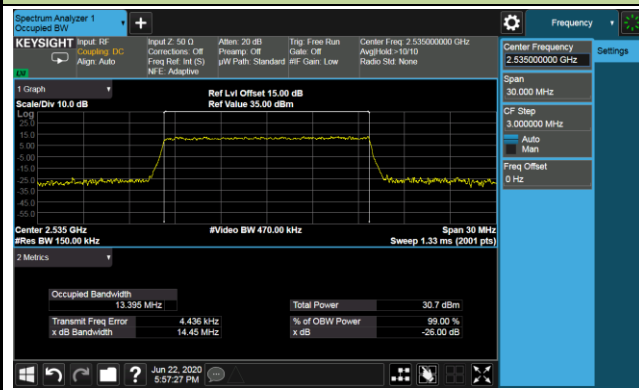 Spectrum Analyzer 1
Occupied BW
Frequency
KEYSIGHT
Input: RF
Coupling: DC
Align: Auto
Input Z: 50 Ω
Corrections: Off
Freq Ref: Int (S)
NFE: Adaptive
Atten: 20 dB
Preamp: Off
µW Path: Standard
Trig: Free Run
Gate: Off
#IF Gain: Low
Center Freq: 2.535000000 GHz
Avg|Hold:>10/10
Radio Std: None
1 Graph
Scale/Div 10.0 dB
Ref Lvl Offset 15.00 dB
Ref Value 35.00 dBm
Log
25.0
15.0
5.00
-5.00
-15.0
-25.0
-35.0
-45.0
-55.0
Center 2.535 GHz
#Res BW 150.00 kHz
#Video BW 470.00 kHz
Span 30 MHz
Sweep 1.33 ms (2001 pts)
2 Metrics
Occupied Bandwidth
13.395 MHz
Total Power 30.7 dBm
Transmit Freq Error 4.436 kHz
% of OBW Power 99.00 %
x dB Bandwidth 14.45 MHz
x dB -26.00 dB
Center Frequency
2.535000000 GHz
Settings
Span
30.000 MHz
CF Step
3.000000 MHz
Auto
Man
Freq Offset
0 Hz
?
Jun 22, 2020
5:57:27 PM